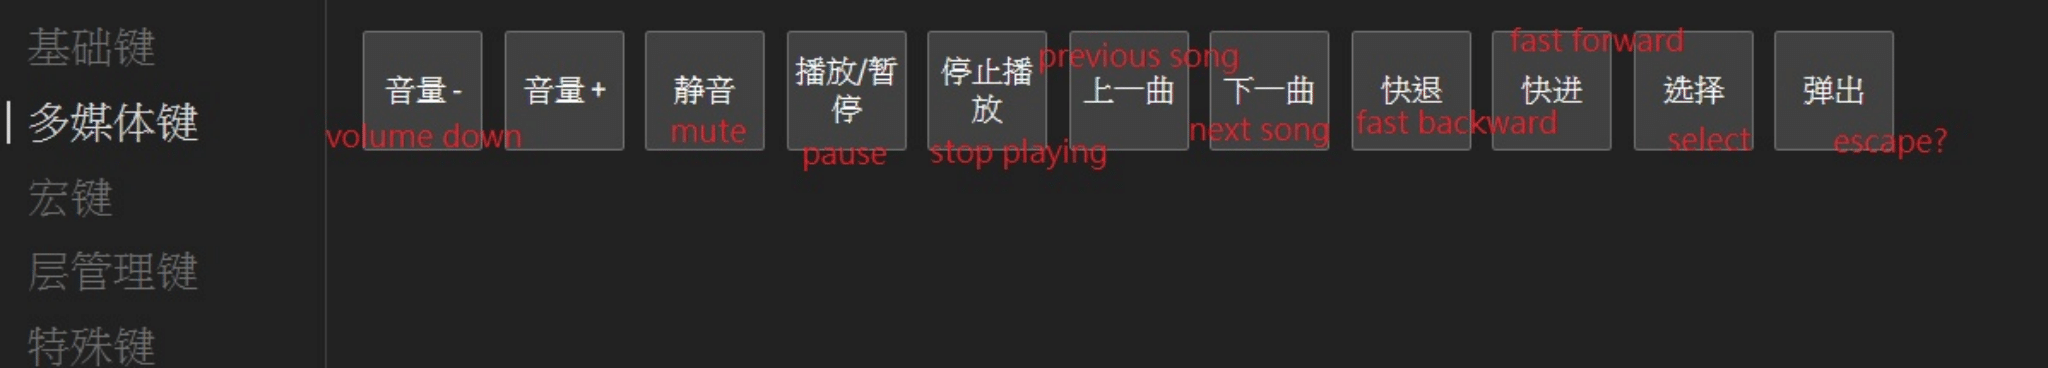 基础键
多媒体键
宏键
层管理键
特殊键
音量-
volume down
音量+
静音
mute
播放/暂
停
pause
停止播
放
stop playing
previous song
上一曲
下一曲
next song
快退
fast backward
fast forward
快进
选择
select
弹出
escape?